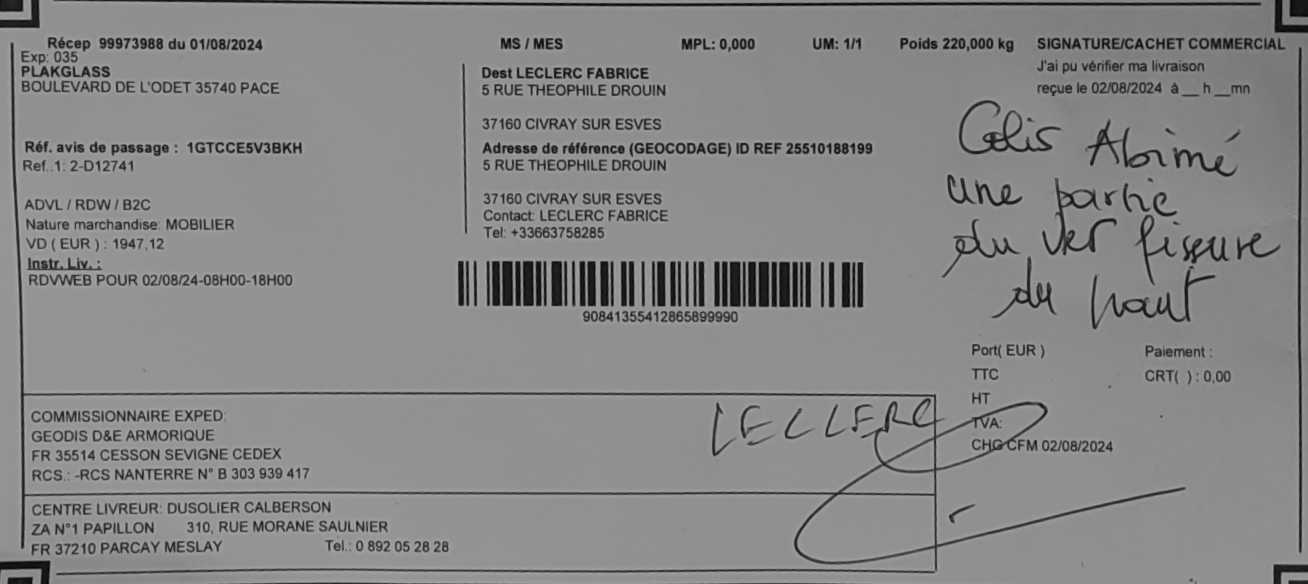 Récep 99973988 du 01/08/2024
MS / MES
MPL: 0,000
UM: 1/1
Poids 220,000 kg
Exp: 035
PLAKGLASS
BOULEVARD DE L'ODET 35740 PACE
Réf. avis de passage : 1GTCCE5V3BKH
Ref..1: 2-D12741
ADVL / RDW / B2C
Nature marchandise: MOBILIER
VD ( EUR ) : 1947,12
Instr. Liv. :
RDVWEB POUR 02/08/24-08H00-18H00
Dest LECLERC FABRICE
5 RUE THEOPHILE DROUIN
37160 CIVRAY SUR ESVES
Adresse de référence (GEOCODAGE) ID REF 25510188199
5 RUE THEOPHILE DROUIN
37160 CIVRAY SUR ESVES
Contact: LECLERC FABRICE
Tel: +33663758285
90841355412865899990
SIGNATURE/CACHET COMMERCIAL
J'ai pu vérifier ma livraison
reçue le 02/08/2024 à __ h __mn
Colis Abimé
une partie
du ver fissure
du haut
Port( EUR )
Paiement :
TTC
CRT( ) : 0,00
HT
TVA:
CHG CFM 02/08/2024
COMMISSIONNAIRE EXPED:
GEODIS D&E ARMORIQUE
FR 35514 CESSON SEVIGNE CEDEX
RCS.: -RCS NANTERRE N° B 303 939 417
LECLERC
CENTRE LIVREUR: DUSOLIER CALBERSON
ZA N°1 PAPILLON 310, RUE MORANE SAULNIER
FR 37210 PARCAY MESLAY Tel.: 0 892 05 28 28